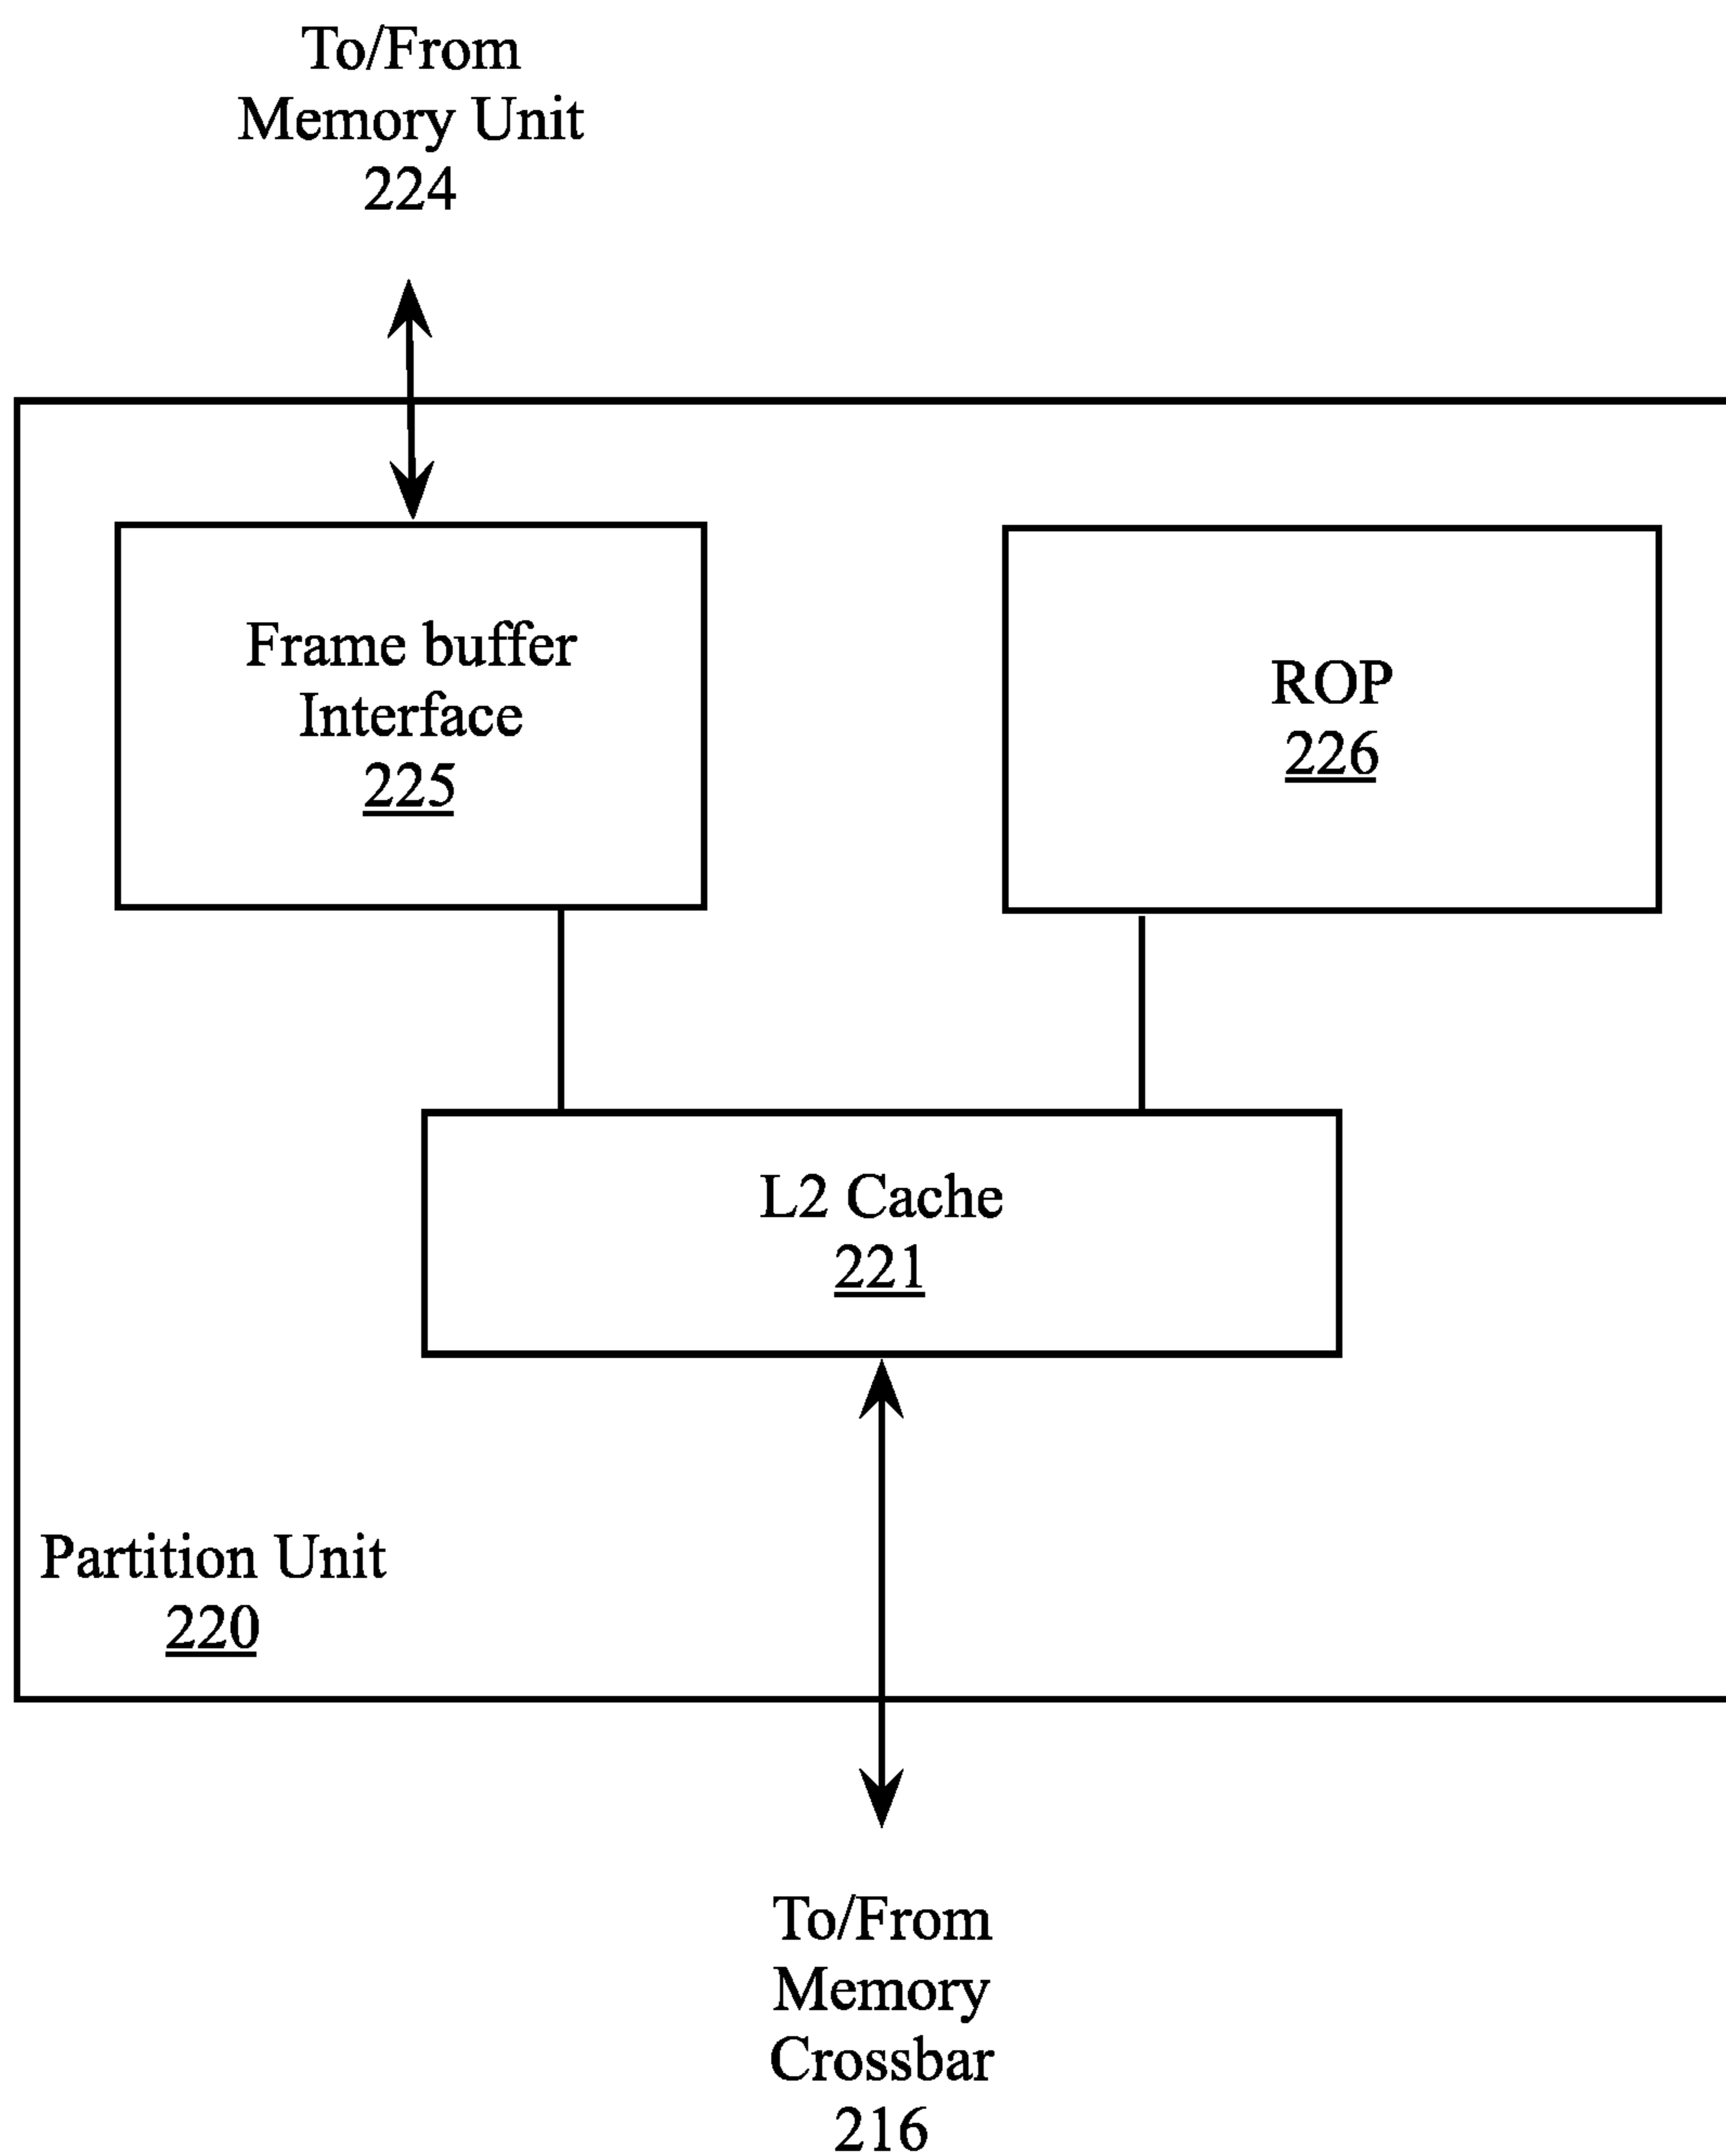 To/From
Memory Unit
224
Frame buffer
Interface
225
ROP
226
L2 Cache
221
Partition Unit
220
To/From
Memory
Crossbar
216